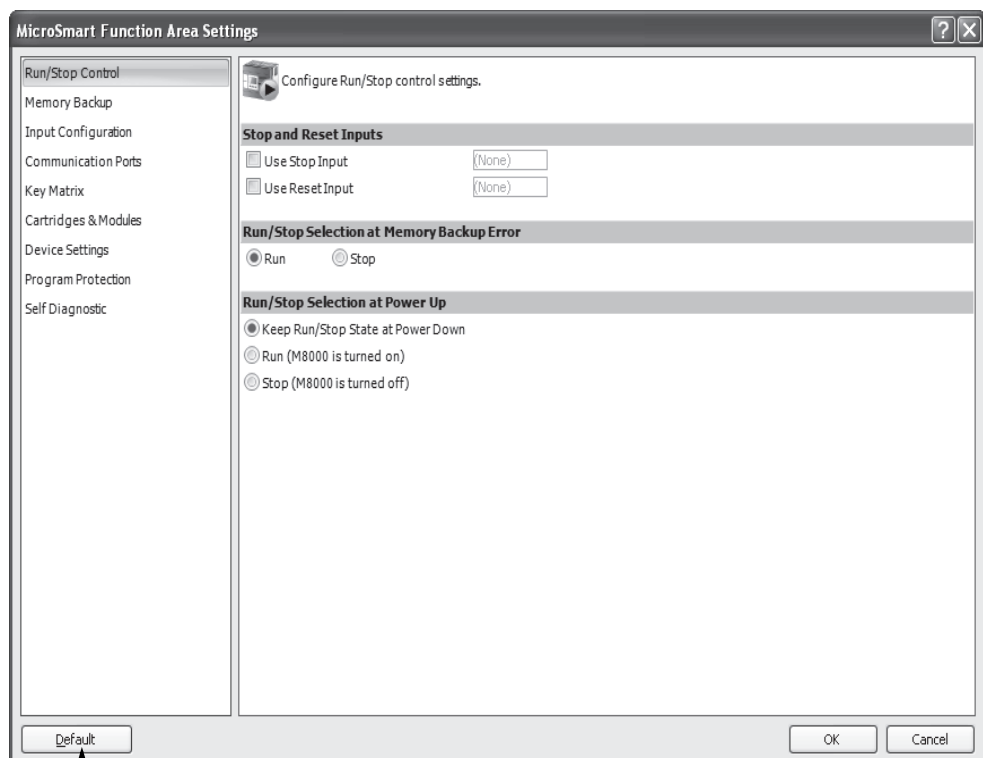 MicroSmart Function Area Settings
Run/Stop Control
Memory Backup
Input Configuration
Communication Ports
Key Matrix
Cartridges & Modules
Device Settings
Program Protection
Self Diagnostic
Configure Run/Stop control settings.
Stop and Reset Inputs
Use Stop Input (None)
Use Reset Input (None)
Run/Stop Selection at Memory Backup Error
Run Stop
Run/Stop Selection at Power Up
Keep Run/Stop State at Power Down
Run (M8000 is turned on)
Stop (M8000 is turned off)
Default OK Cancel